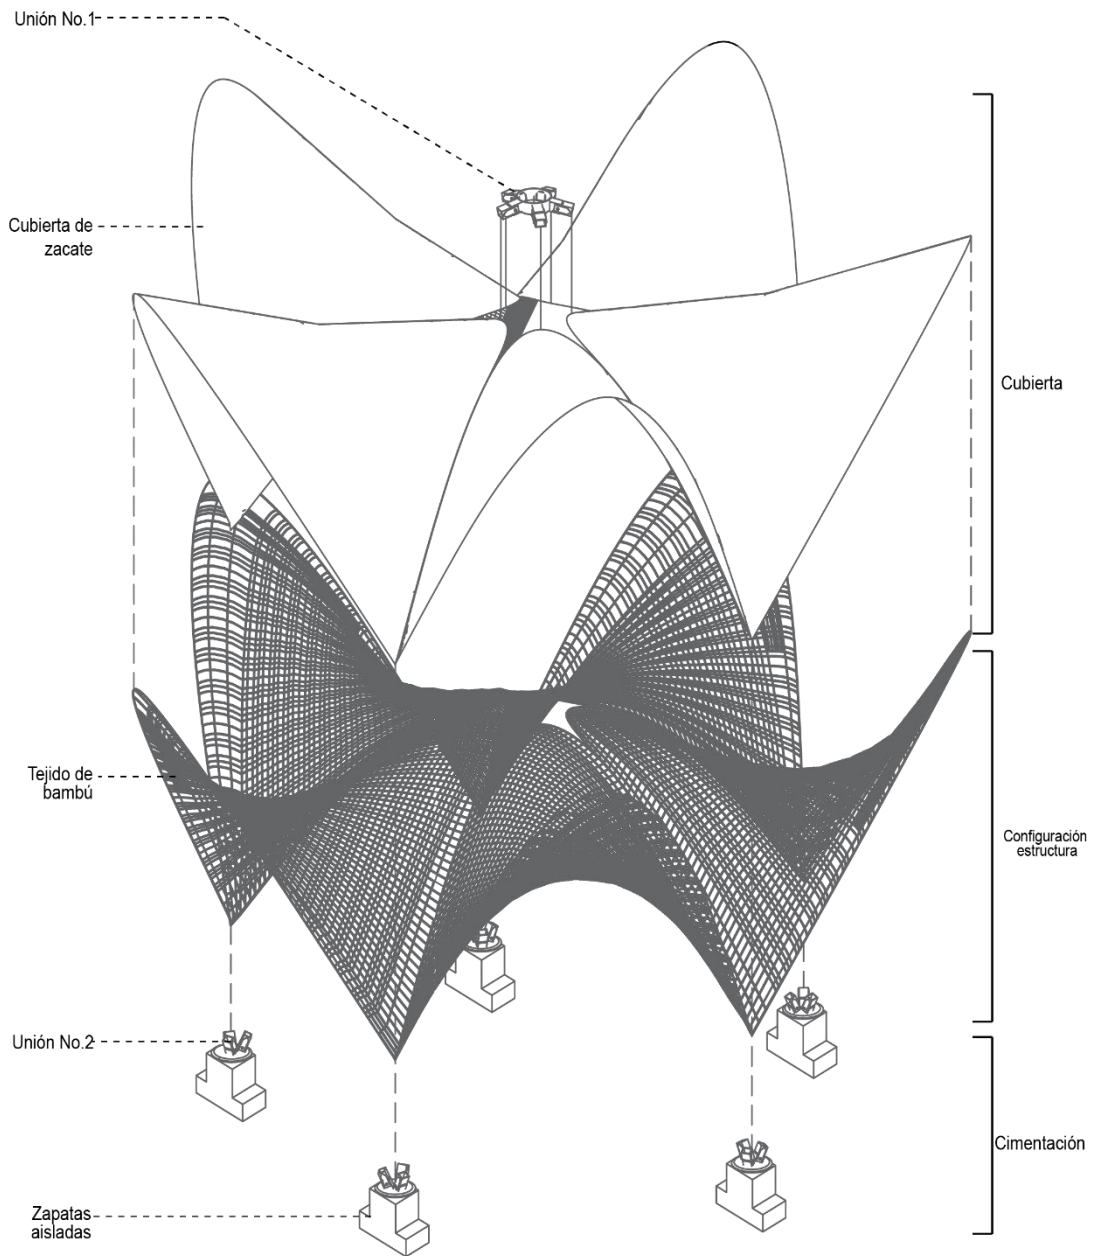 Unión No.1
Cubierta de
zacate
Cubierta
Tejido de
bambú
Configuración
estructura
Unión No.2
Cimentación
Zapatas
aisladas